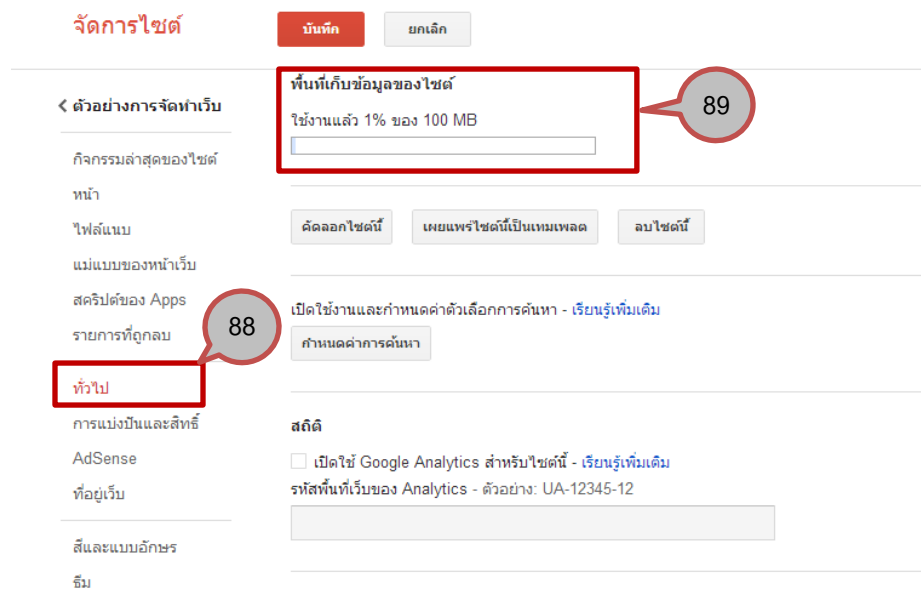 จัดการไซต์
บันทึก ยกเลิก
< ตัวอย่างการจัดทำเว็บ
กิจกรรมล่าสุดของไซต์
หน้า
ไฟล์แนบ
แม่แบบของหน้าเว็บ
สคริปต์ของ Apps
รายการที่ถูกลบ
88
ทั่วไป
การแบ่งปันและสิทธิ์
AdSense
ที่อยู่เว็บ
สีและแบบอักษร
ธีม
พื้นที่เก็บข้อมูลของไซต์
ใช้งานแล้ว 1% ของ 100 MB
89
คัดลอกไซต์นี้ เผยแพร่ไซต์นี้เป็นเทมเพลต ลบไซต์นี้
เปิดใช้งานและกำหนดค่าตัวเลือกการค้นหา - เรียนรู้เพิ่มเติม
กำหนดค่าการค้นหา
สถิติ
เปิดใช้ Google Analytics สำหรับไซต์นี้ - เรียนรู้เพิ่มเติม
รหัสพื้นที่เว็บของ Analytics - ตัวอย่าง: UA-12345-12